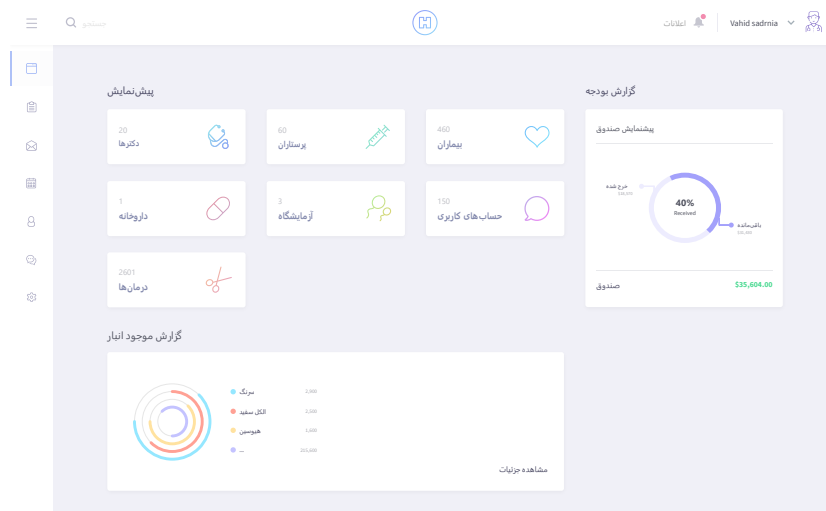 جستجو
اعلانات
Vahid sadrnia
پیش‌نمایش
20
دکترها
60
پرستاران
460
بیماران
1
داروخانه
3
آزمایشگاه
150
حساب‌های کاربری
2601
درمان‌ها
گزارش بودجه
پیشنمایش صندوق
خرج شده
40%
Received
باقی‌مانده
صندوق
$35,604.00
گزارش موجود انبار
سرنگ
الکل سفید
هیوسین
...
مشاهده جزئیات